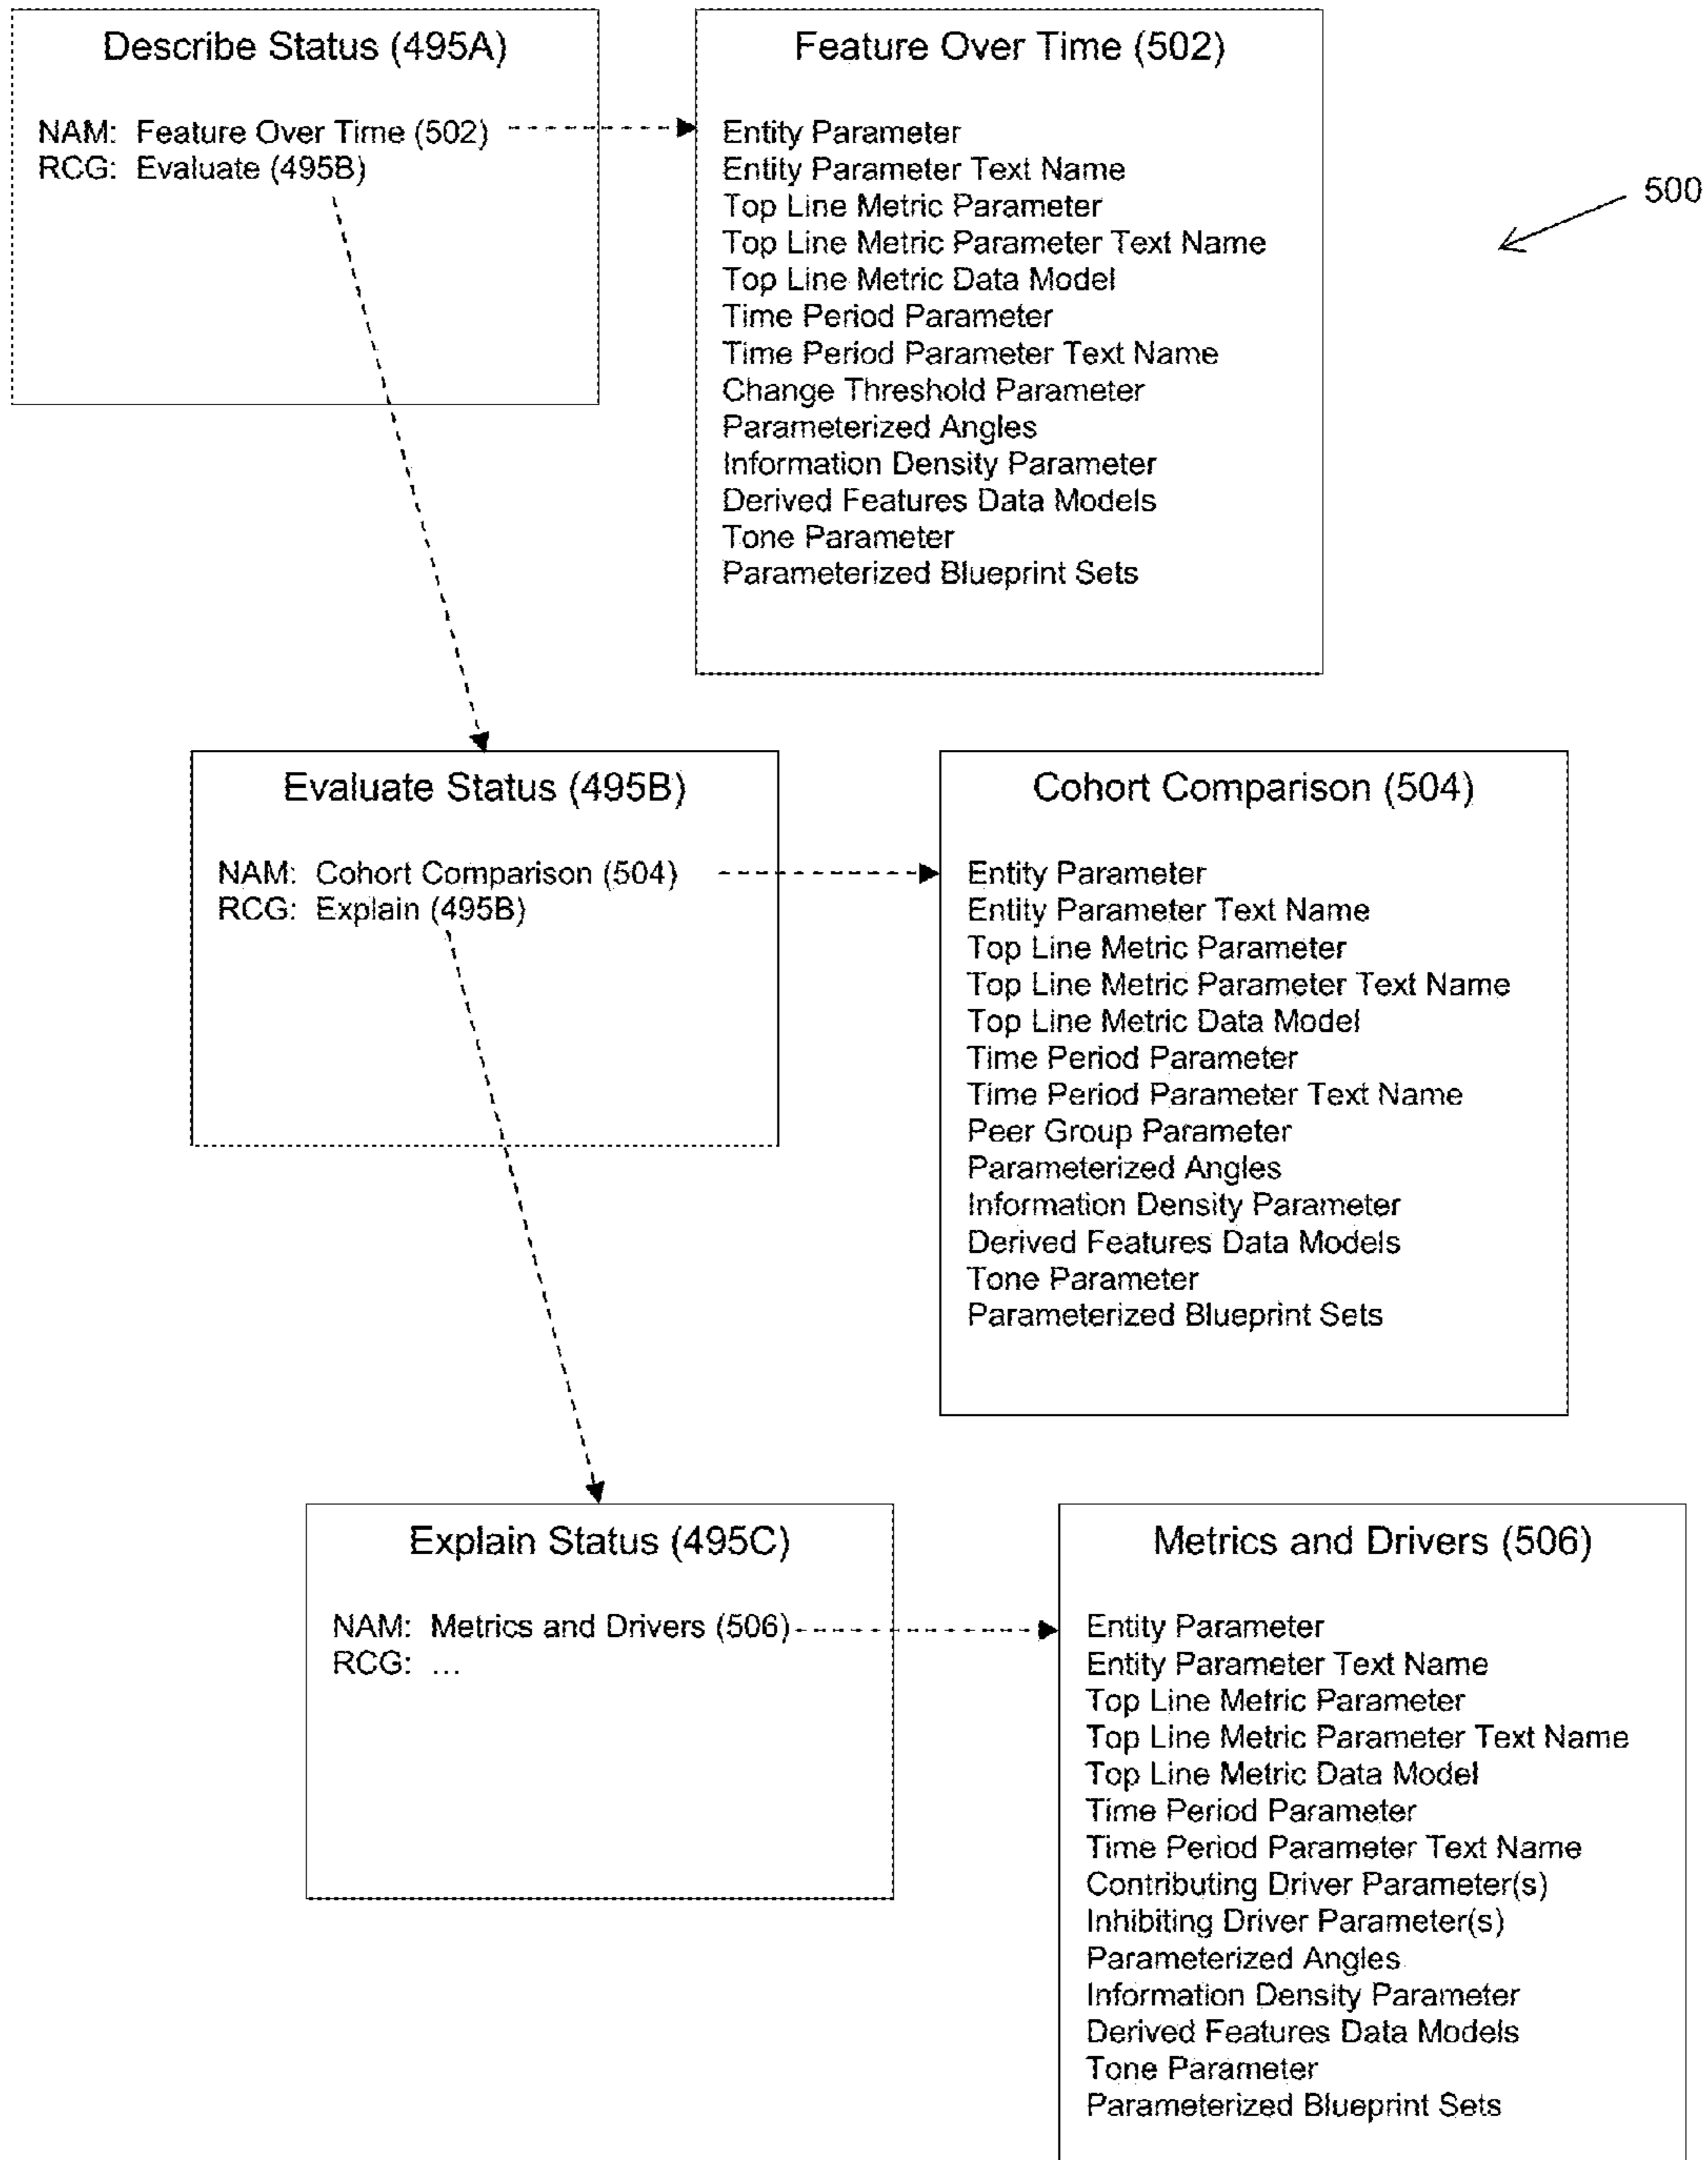 Describe Status (495A)
NAM: Feature Over Time (502)
RCG: Evaluate (495B)
Feature Over Time (502)
Entity Parameter
Entity Parameter Text Name
Top Line Metric Parameter
Top Line Metric Parameter Text Name
Top Line Metric Data Model
Time Period Parameter
Time Period Parameter Text Name
Change Threshold Parameter
Parameterized Angles
Information Density Parameter
Derived Features Data Models
Tone Parameter
Parameterized Blueprint Sets
500
Evaluate Status (495B)
NAM: Cohort Comparison (504)
RCG: Explain (495B)
Cohort Comparison (504)
Entity Parameter
Entity Parameter Text Name
Top Line Metric Parameter
Top Line Metric Parameter Text Name
Top Line Metric Data Model
Time Period Parameter
Time Period Parameter Text Name
Peer Group Parameter
Parameterized Angles
Information Density Parameter
Derived Features Data Models
Tone Parameter
Parameterized Blueprint Sets
Explain Status (495C)
NAM: Metrics and Drivers (506)
RCG: ...
Metrics and Drivers (506)
Entity Parameter
Entity Parameter Text Name
Top Line Metric Parameter
Top Line Metric Parameter Text Name
Top Line Metric Data Model
Time Period Parameter
Time Period Parameter Text Name
Contributing Driver Parameter(s)
Inhibiting Driver Parameter(s)
Parameterized Angles
Information Density Parameter
Derived Features Data Models
Tone Parameter
Parameterized Blueprint Sets